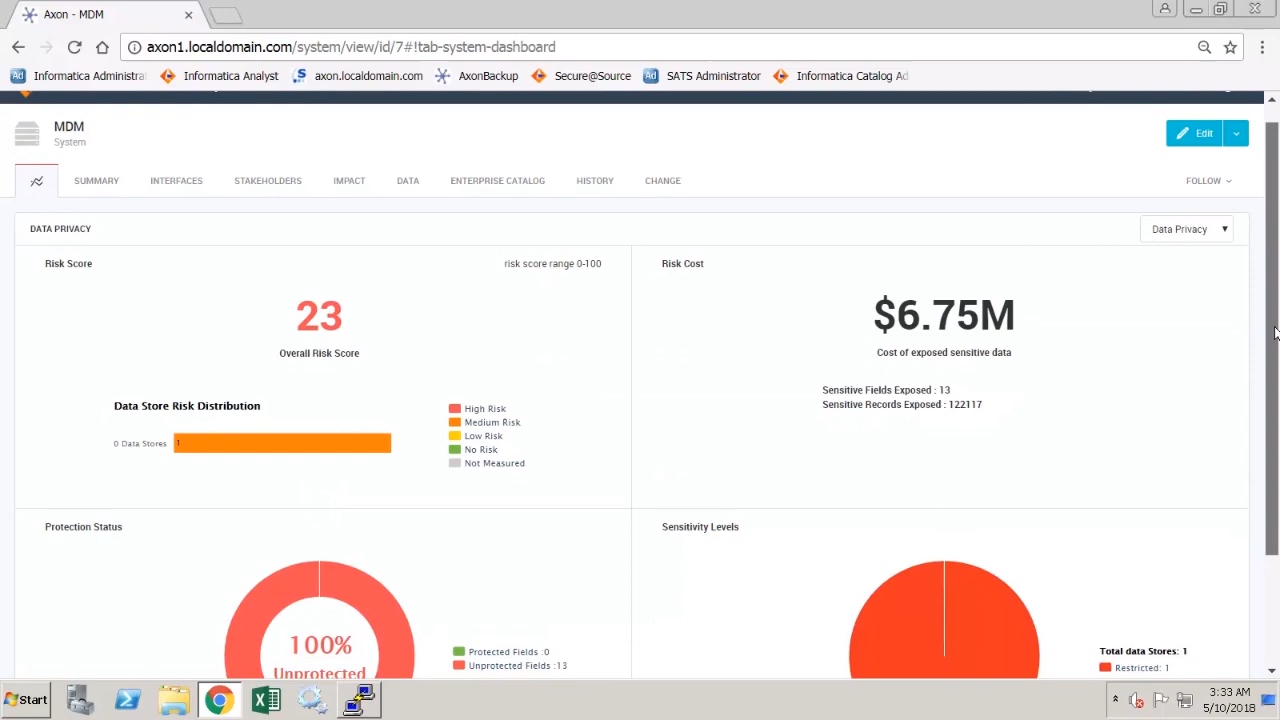 Axon - MDM
axon1.localdomain.com/system/view/id/7#!tab-system-dashboard
Informatica Administra
Informatica Analyst
axon.localdomain.com
AxonBackup
Secure@Source
SATS Administrator
Informatica Catalog Ad
MDM
System
Edit
SUMMARY
INTERFACES
STAKEHOLDERS
IMPACT
DATA
ENTERPRISE CATALOG
HISTORY
CHANGE
FOLLOW
DATA PRIVACY
Data Privacy
Risk Score
risk score range 0-100
23
Overall Risk Score
Data Store Risk Distribution
0 Data Stores
1
High Risk
Medium Risk
Low Risk
No Risk
Not Measured
Risk Cost
$6.75M
Cost of exposed sensitive data
Sensitive Fields Exposed : 13
Sensitive Records Exposed : 122117
Protection Status
100%
Unprotected
Protected Fields :0
Unprotected Fields :13
Sensitivity Levels
Total data Stores: 1
Restricted: 1
Start
3:33 AM
5/10/2018